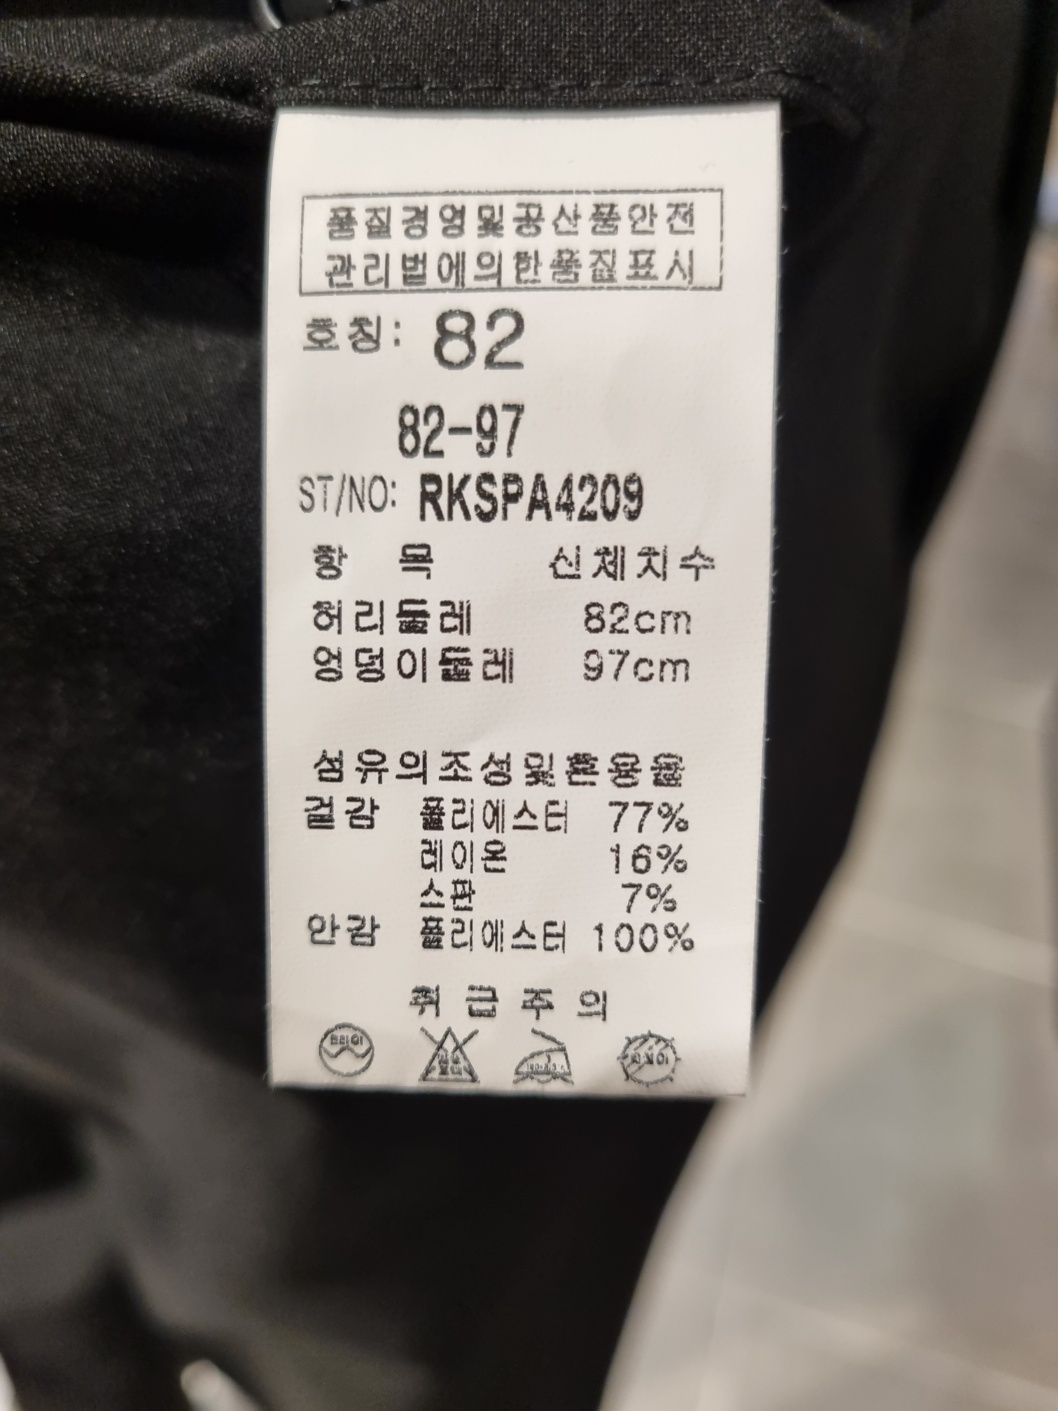 품질경영및공산품안전
관리법에의한품질표시
호칭: 82
82-97
ST/NO: RKSPA4209
항 목 신체치수
허리둘레 82cm
엉덩이둘레 97cm
섬유의조성및혼용율
겉감 폴리에스터 77%
레이온 16%
스판 7%
안감 폴리에스터 100%
취급주의
드라이